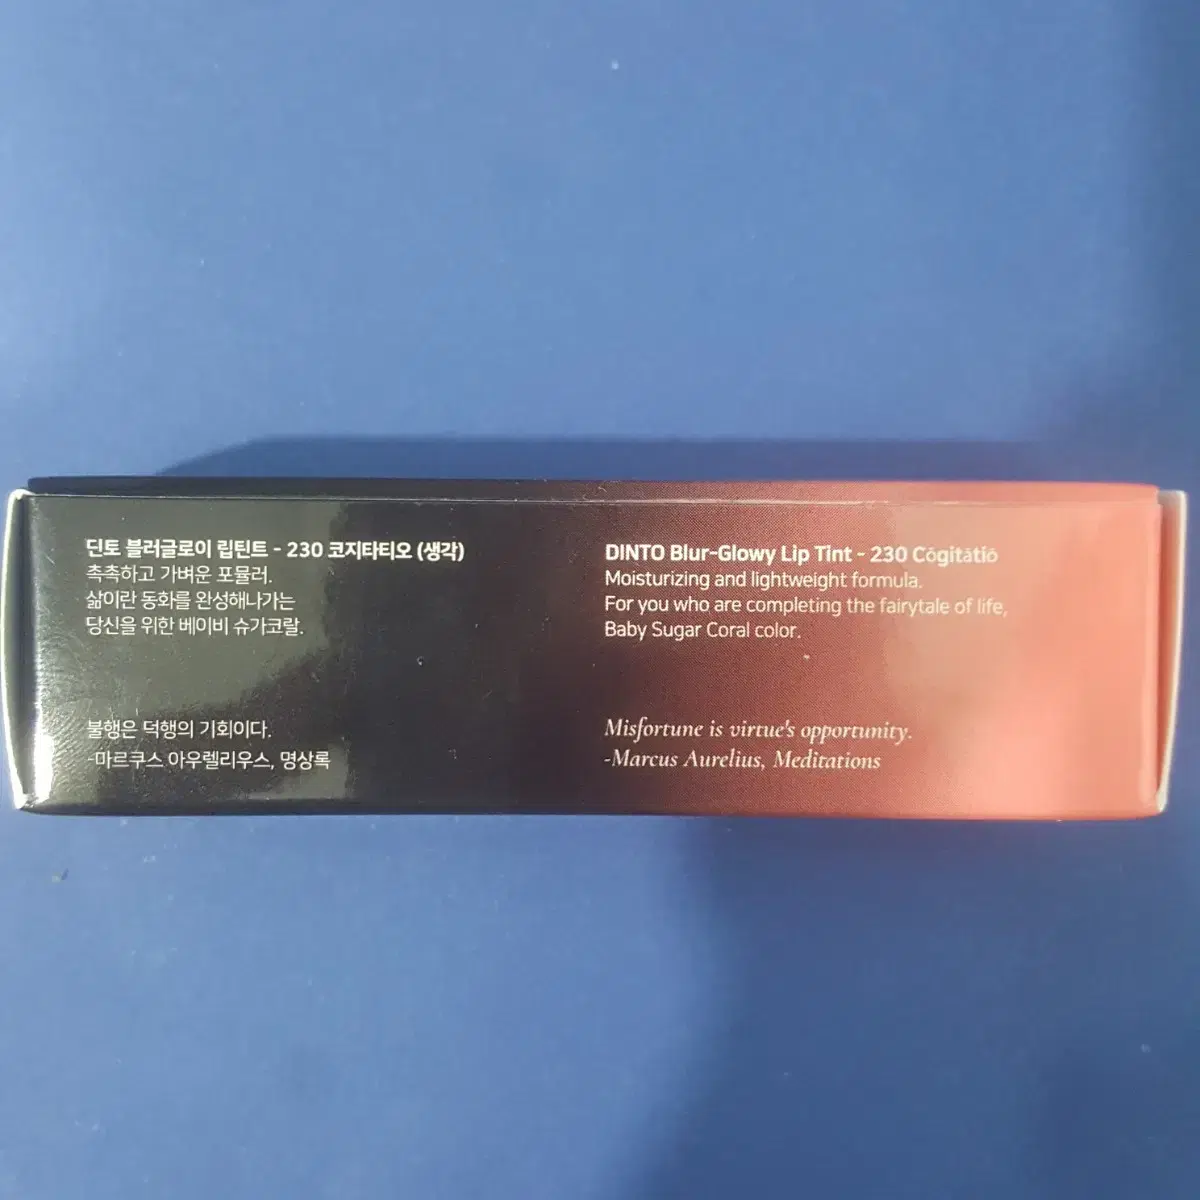 딘토 블러글로이 립틴트 - 230 코지타티오 (생각)
촉촉하고 가벼운 포뮬러.
삶이란 동화를 완성해나가는
당신을 위한 베이비 슈가코랄.
불행은 덕행의 기회이다.
-마르쿠스 아우렐리우스, 명상록
DINTO Blur-Glowy Lip Tint - 230 Cōgitātiō
Moisturizing and lightweight formula.
For you who are completing the fairytale of life,
Baby Sugar Coral color.
Misfortune is virtue's opportunity.
-Marcus Aurelius, Meditations